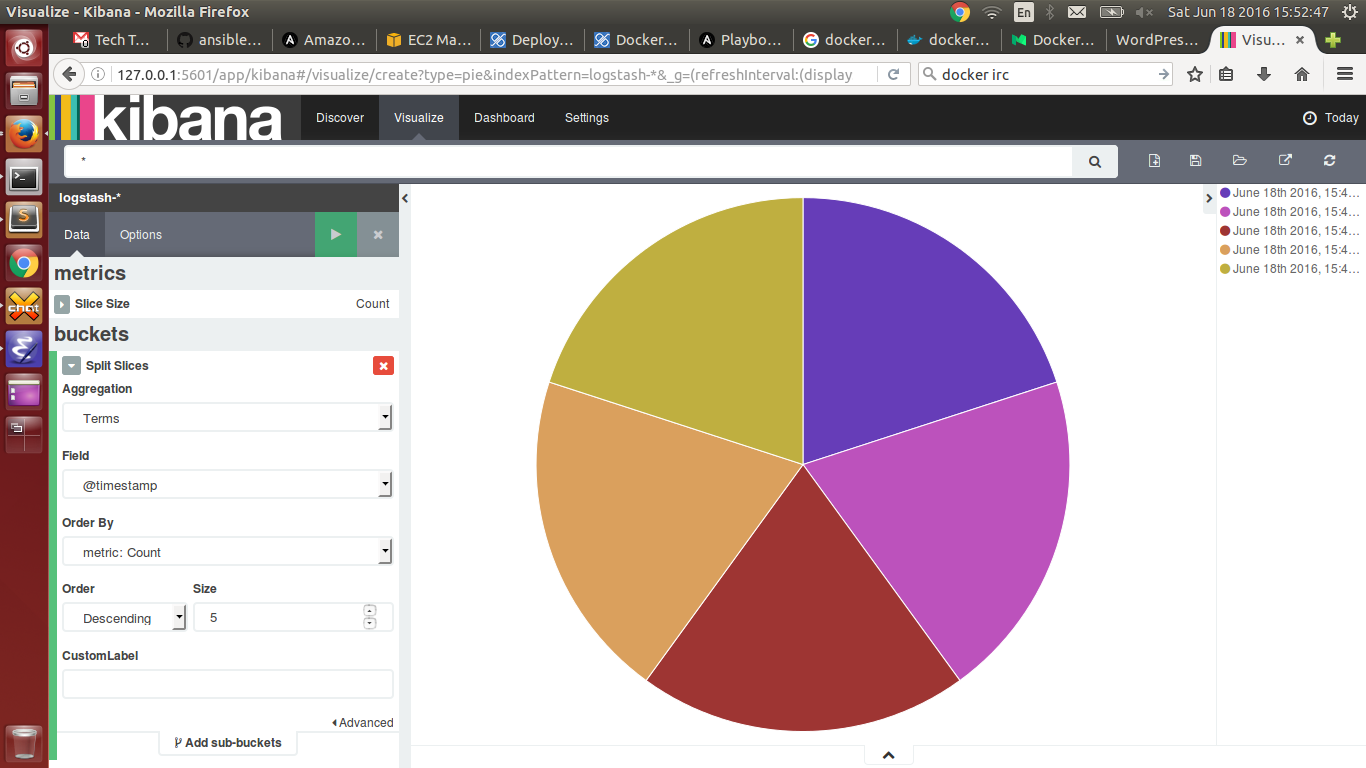 Visualize - Kibana - Mozilla Firefox
En
Sat Jun 18 2016 15:52:47
Tech T...
ansible...
Amazo...
EC2 Ma...
Deploy...
Docker...
Playbo...
docker...
docker...
Docker...
WordPres...
Visu...
127.0.0.1:5601/app/kibana#/visualize/create?type=pie&indexPattern=logstash-*&_g=(refreshInterval:(display
docker irc
kibana
Discover
Visualize
Dashboard
Settings
Today
*
logstash-*
Data
Options
metrics
Slice Size
Count
buckets
Split Slices
Aggregation
Terms
Field
@timestamp
Order By
metric: Count
Order
Size
Descending
5
CustomLabel
Advanced
Add sub-buckets
June 18th 2016, 15:4...
June 18th 2016, 15:4...
June 18th 2016, 15:4...
June 18th 2016, 15:4...
June 18th 2016, 15:4...
chat